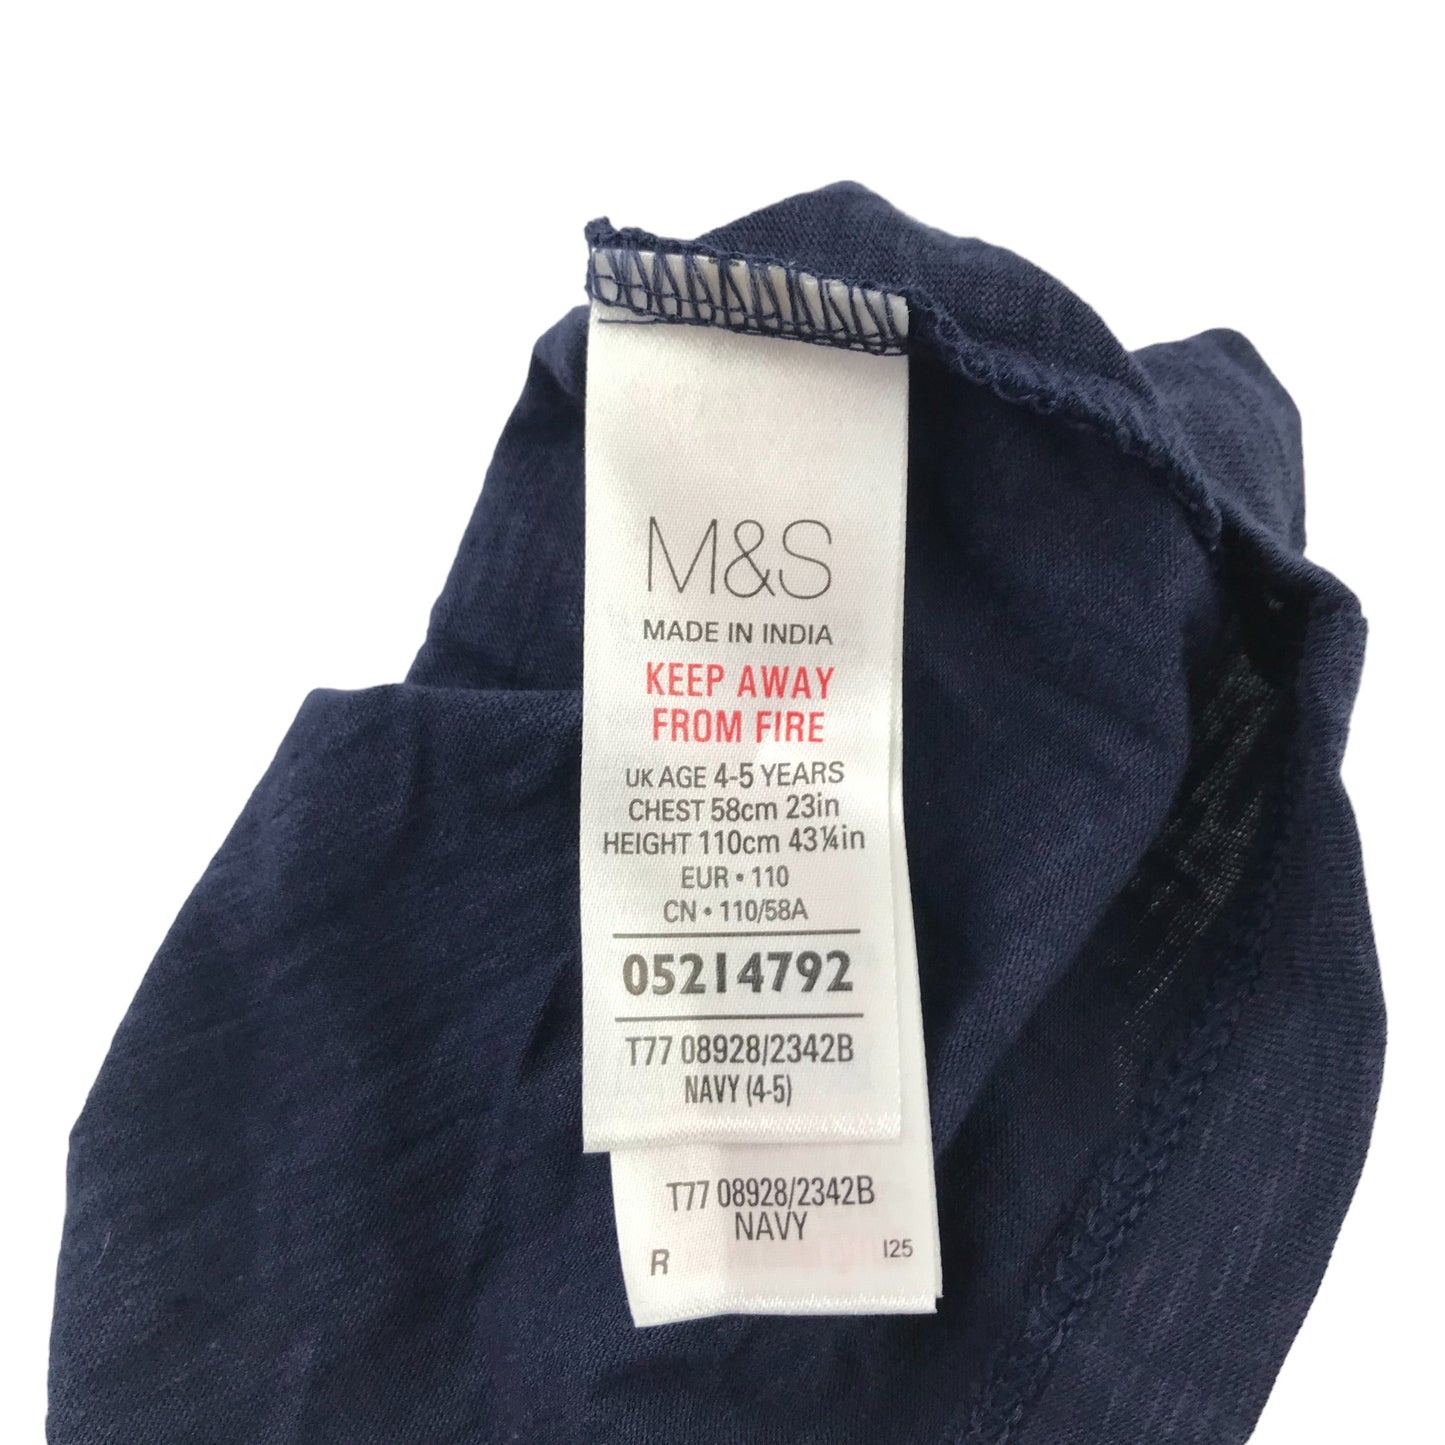 M&S
MADE IN INDIA
KEEP AWAY
FROM FIRE
UK AGE 4-5 YEARS
CHEST 58cm 23in
HEIGHT 110cm 43¼in
EUR • 110
CN • 110/58A
05214792
T77 08928/2342B
NAVY (4-5)
T77 08928/2342B
NAVY
R I25